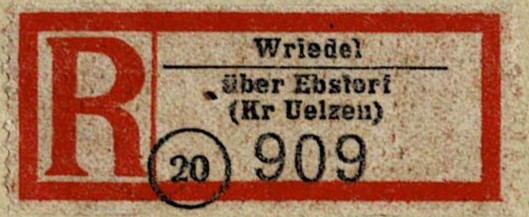 R
Wriedel
über Ebstorf
(Kr Uelzen)
20 909